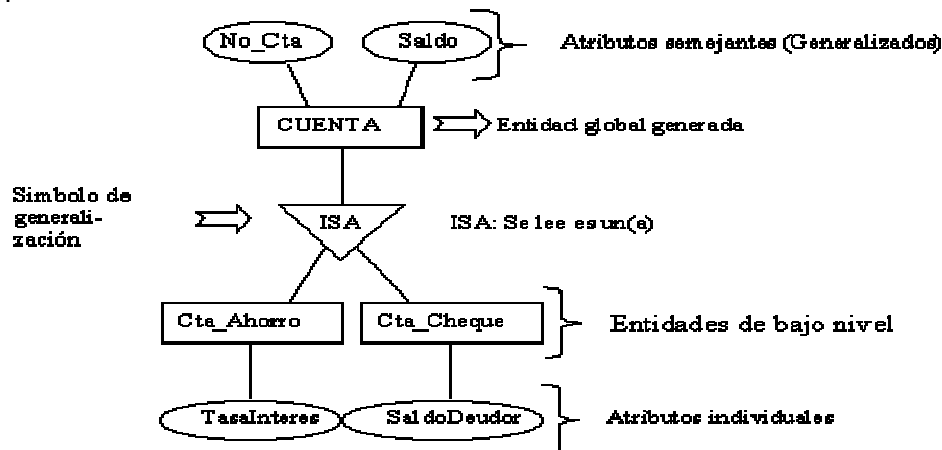 No_Cta
Saldo
Atributos semejantes (Generalizados)
CUENTA
Entidad global generada
Simbolo de
generali-
zación
ISA
ISA: Se lee es un(a)
Cta_Ahorro
Cta_Cheque
Entidades de bajo nivel
TasaInteres
SaldoDeudor
Atributos individuales